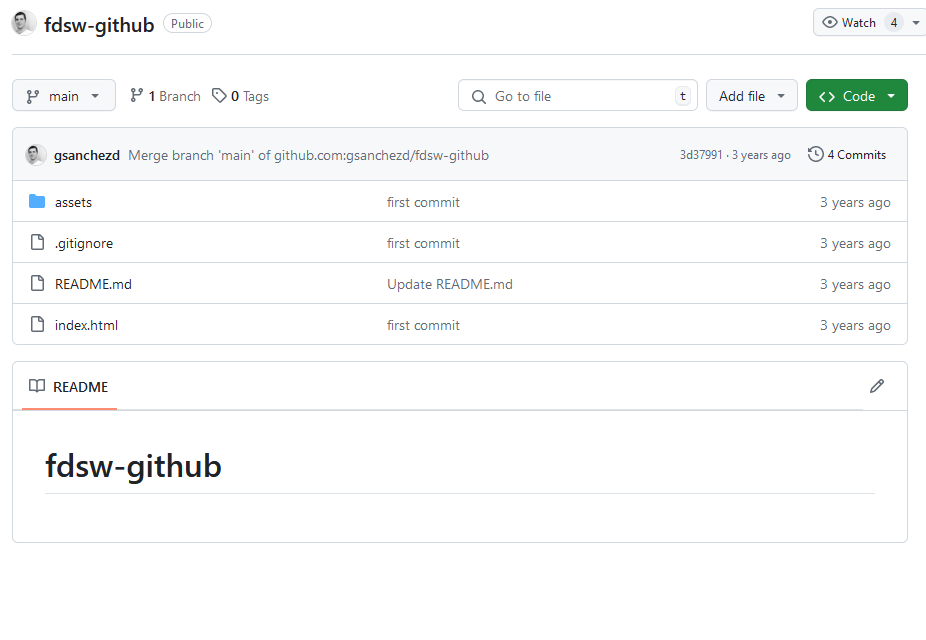 fdsw-github Public Watch 4
main 1 Branch 0 Tags Go to file t Add file Code
gsanchezd Merge branch 'main' of github.com:gsanchezd/fdsw-github 3d37991 · 3 years ago 4 Commits
assets first commit 3 years ago
.gitignore first commit 3 years ago
README.md Update README.md 3 years ago
index.html first commit 3 years ago
README
fdsw-github